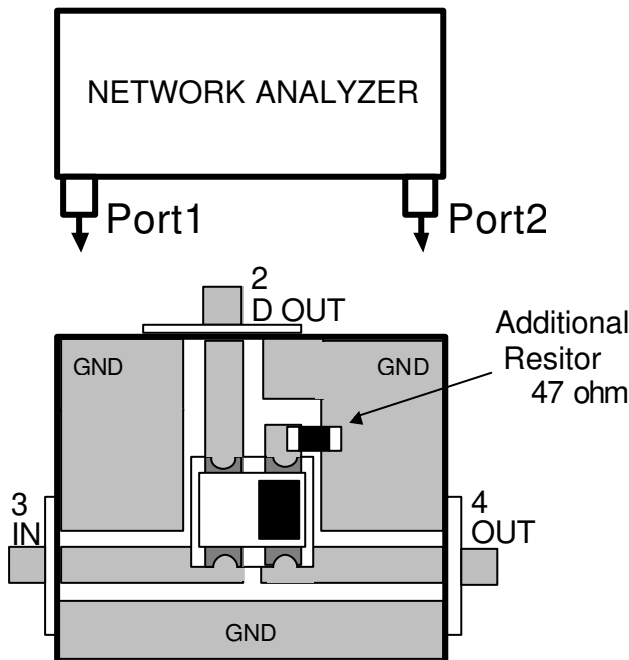 NETWORK ANALYZER
Port1
Port2
2
D OUT
Additional
Resitor
47 ohm
GND
GND
3
IN
4
OUT
GND